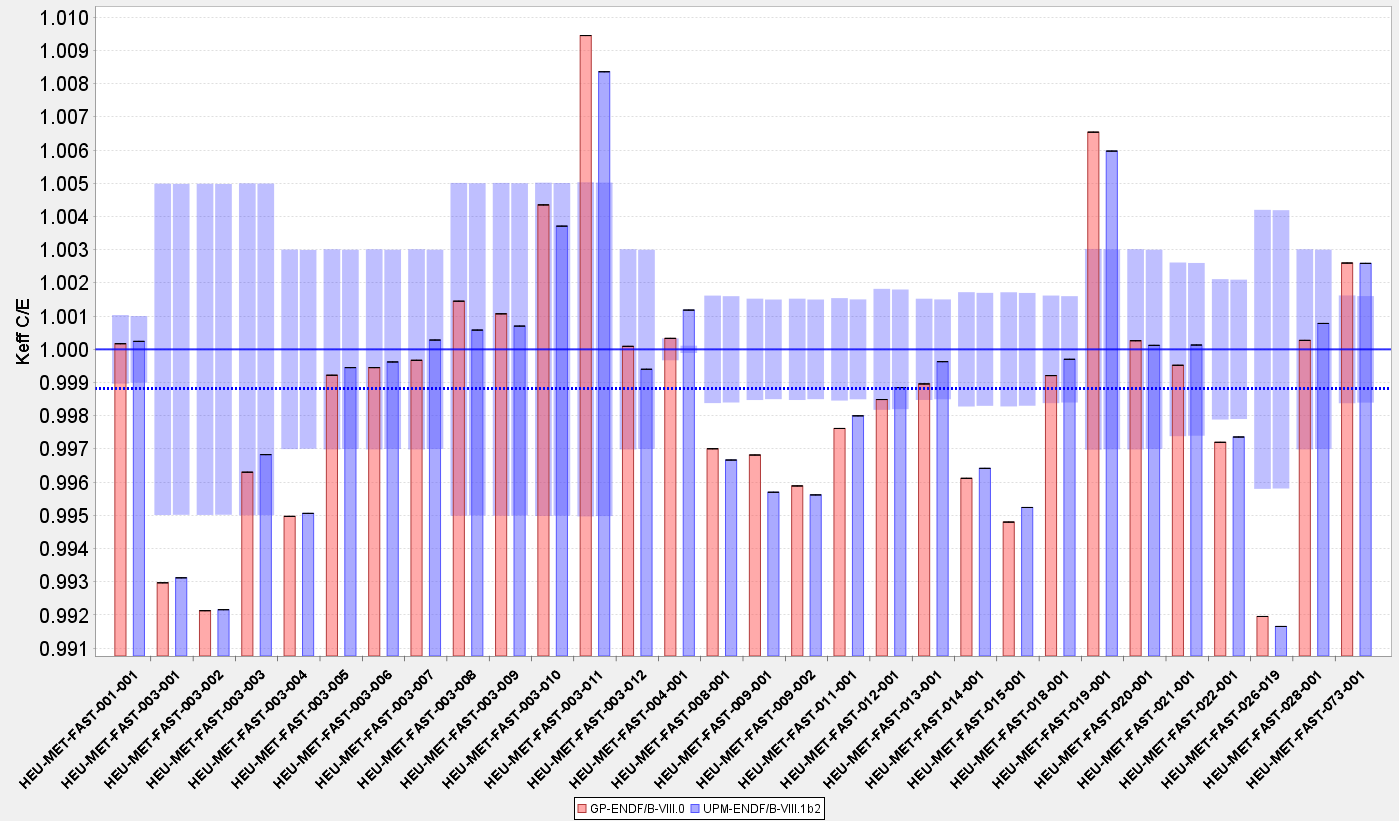 1.010
1.009
1.008
1.007
1.006
1.005
1.004
1.003
1.002
1.001
1.000
0.999
0.998
0.997
0.996
0.995
0.994
0.993
0.992
0.991
Keff C/E
HEU-MET-FAST-001-001
HEU-MET-FAST-003-001
HEU-MET-FAST-003-002
HEU-MET-FAST-003-003
HEU-MET-FAST-003-004
HEU-MET-FAST-003-005
HEU-MET-FAST-003-006
HEU-MET-FAST-003-007
HEU-MET-FAST-003-008
HEU-MET-FAST-003-009
HEU-MET-FAST-003-010
HEU-MET-FAST-003-011
HEU-MET-FAST-003-012
HEU-MET-FAST-004-001
HEU-MET-FAST-008-001
HEU-MET-FAST-009-001
HEU-MET-FAST-009-002
HEU-MET-FAST-011-001
HEU-MET-FAST-012-001
HEU-MET-FAST-013-001
HEU-MET-FAST-014-001
HEU-MET-FAST-015-001
HEU-MET-FAST-018-001
HEU-MET-FAST-019-001
HEU-MET-FAST-020-001
HEU-MET-FAST-021-001
HEU-MET-FAST-022-001
HEU-MET-FAST-026-019
HEU-MET-FAST-028-001
HEU-MET-FAST-073-001
GP-ENDF/B-VIII.0 UPM-ENDF/B-VIII.1b2